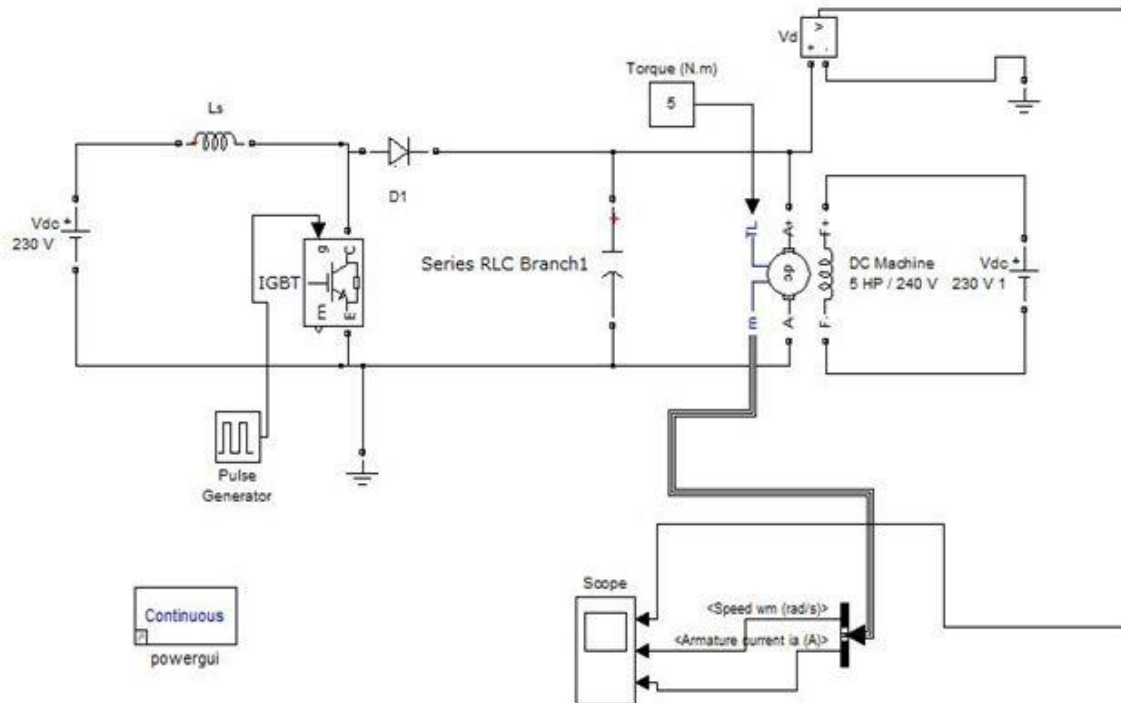 Vd
v
+
-
Torque (N.m)
5
Ls
D1
Vdc
+
230 V
g
C
IGBT
m
E
Series RLC Branch1
+
TL
A+
F+
dc
m
A-
F-
DC Machine
5 HP / 240 V
Vdc
+
230 V 1
Pulse
Generator
Scope
<Speed wm (rad/s)>
<Armature current ia (A)>
Continuous
powergui